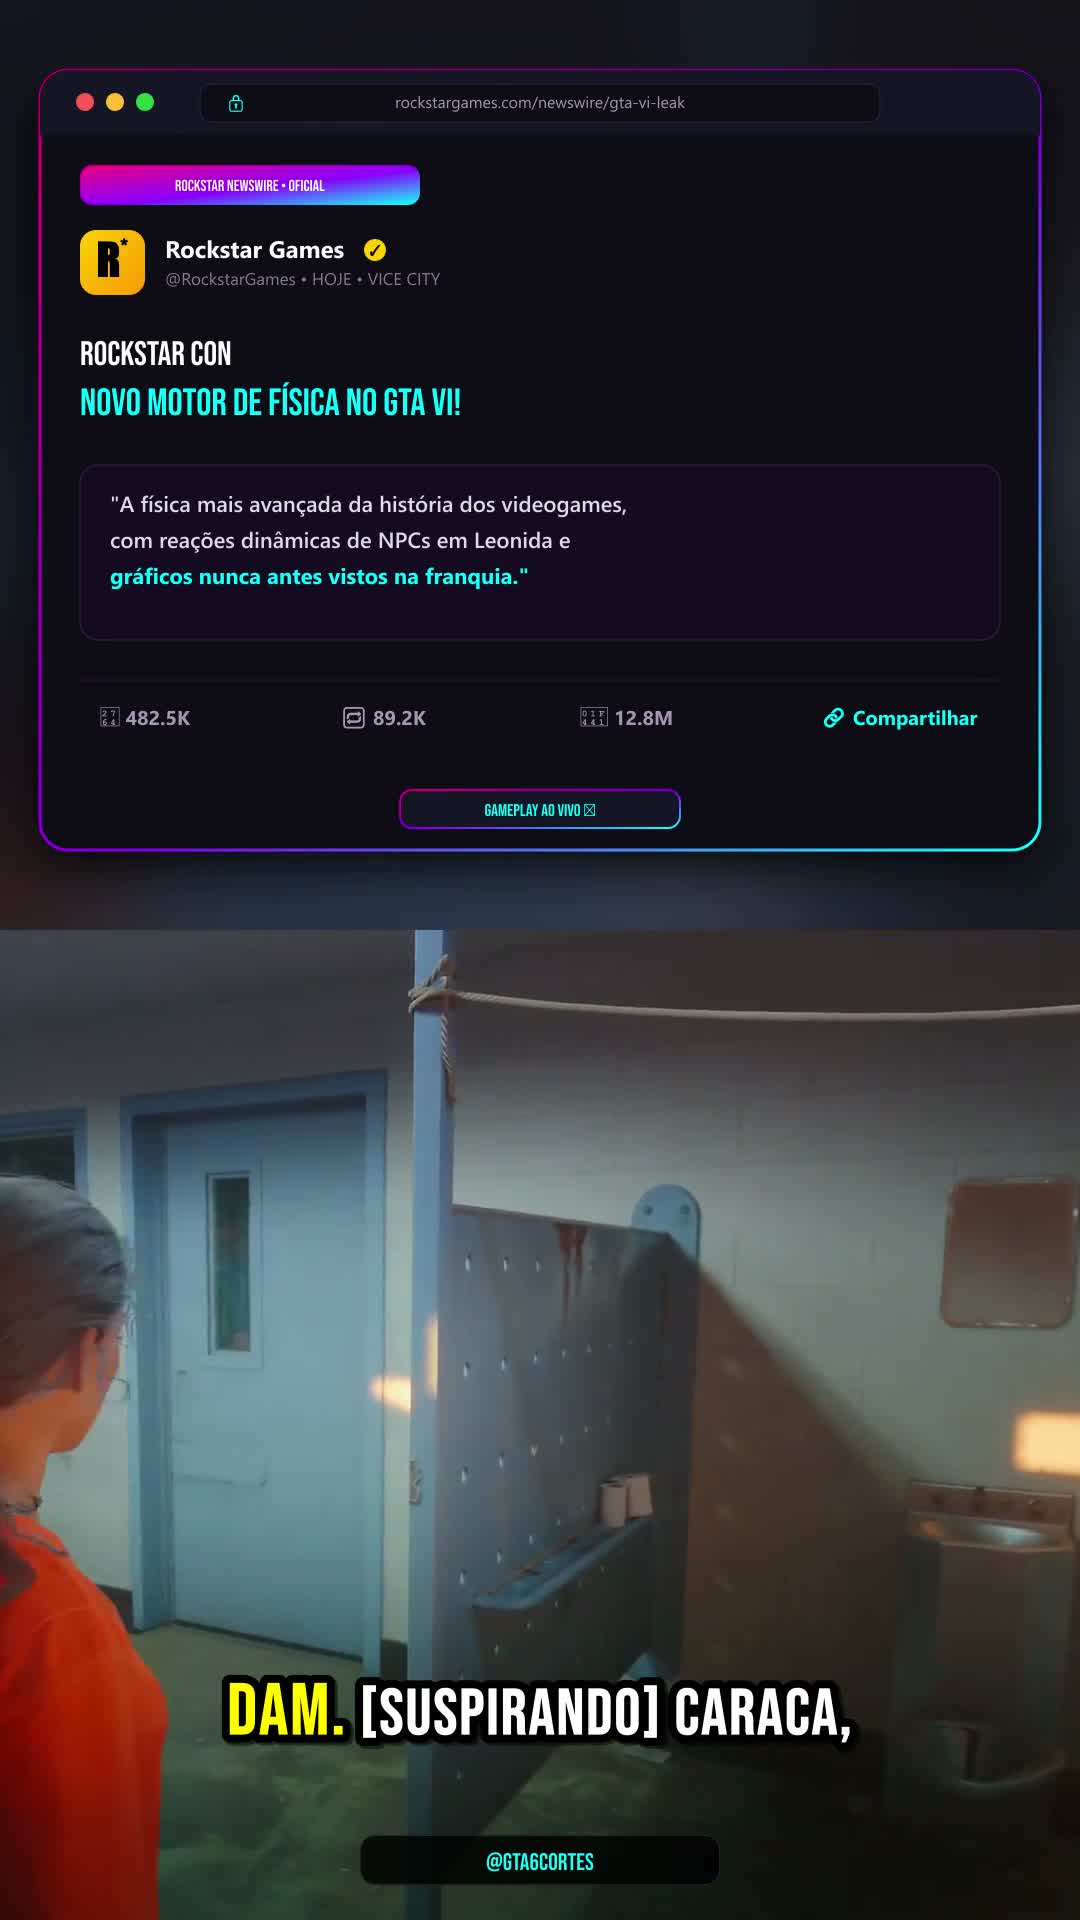 rockstargames.com/newswire/gta-vi-leak
ROCKSTAR NEWSWIRE • OFICIAL
R*
Rockstar Games
@RockstarGames • HOJE • VICE CITY
ROCKSTAR CON
NOVO MOTOR DE FÍSICA NO GTA VI!
"A física mais avançada da história dos videogames,
com reações dinâmicas de NPCs em Leonida e
gráficos nunca antes vistos na franquia."
482.5K 89.2K 12.8M Compartilhar
GAMEPLAY AO VIVO
DAM. [SUSPIRANDO] CARACA,
@GTA6CORTES